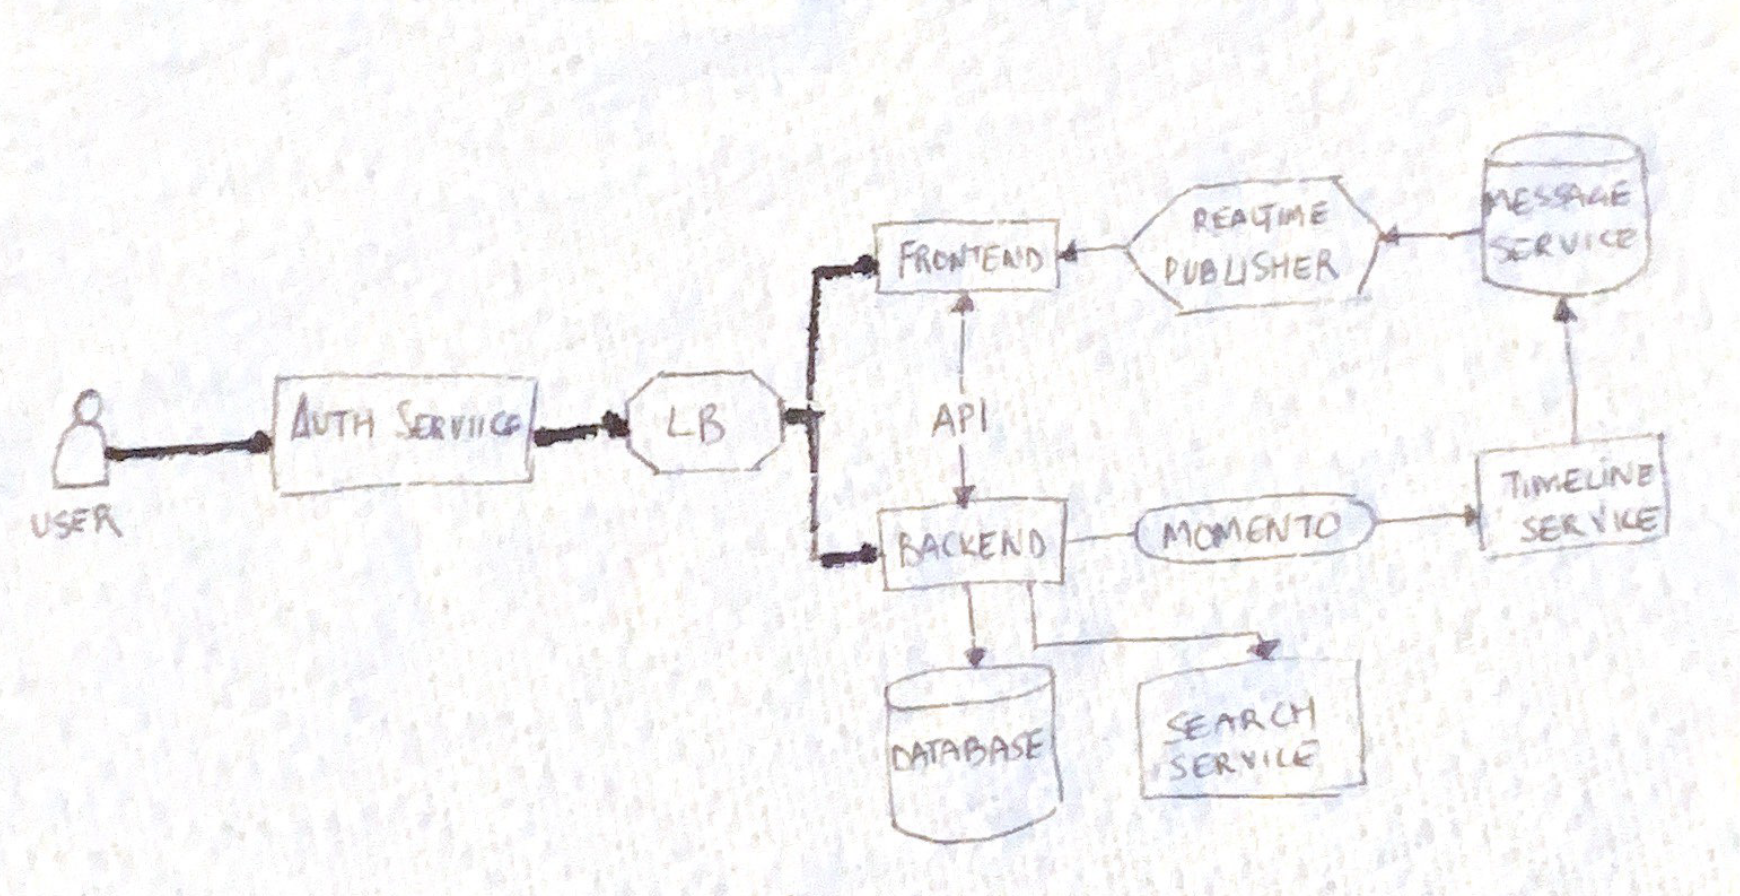 REALTIME
PUBLISHER
MESSAGE
SERVICE
FRONTEND
AUTH SERVIICE
LB
API
USER
BACKEND
MOMENTO
TIMELINE
SERVICE
DATABASE
SEARCH
SERVICE